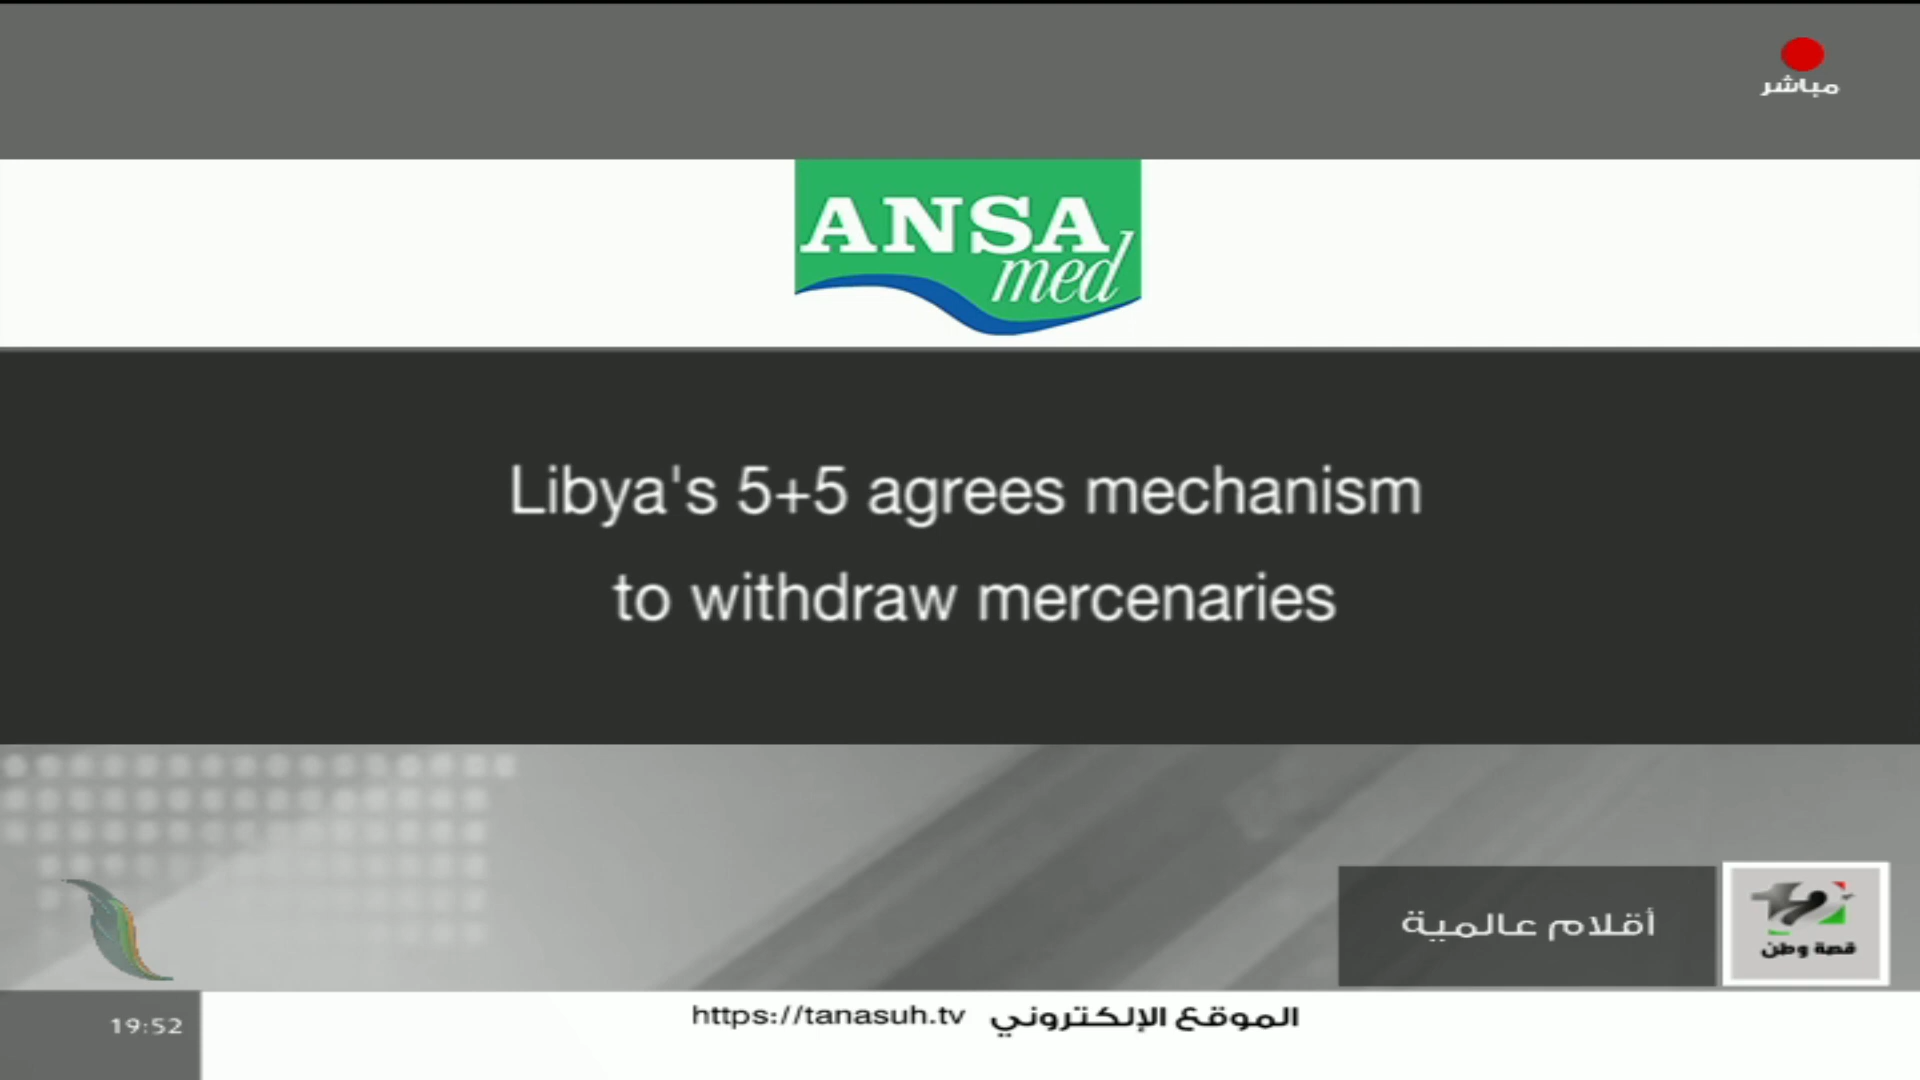 مباشر
ANSA
med
Libya's 5+5 agrees mechanism
to withdraw mercenaries
أقلام عالمية
قصة وطن
19:52
الموقع الإلكتروني https://tanasuh.tv